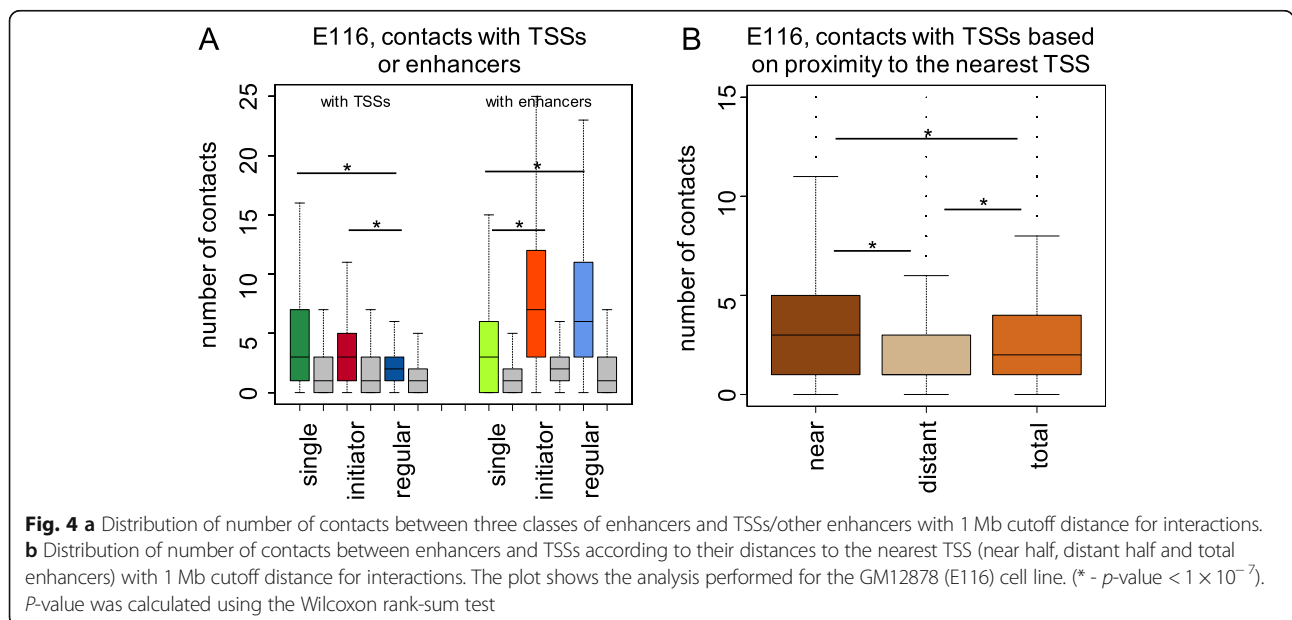 A
E116, contacts with TSSs
or enhancers
with TSSs
with enhancers
number of contacts
25
20
15
10
5
0
*
*
*
*
single
initiator
regular
single
initiator
regular
B
E116, contacts with TSSs based
on proximity to the nearest TSS
number of contacts
15
10
5
0
*
*
*
near
distant
total
Fig. 4 a Distribution of number of contacts between three classes of enhancers and TSSs/other enhancers with 1 Mb cutoff distance for interactions.
b Distribution of number of contacts between enhancers and TSSs according to their distances to the nearest TSS (near half, distant half and total
enhancers) with 1 Mb cutoff distance for interactions. The plot shows the analysis performed for the GM12878 (E116) cell line. (* - p-value < 1 × 10⁻ ⁷).
P-value was calculated using the Wilcoxon rank-sum test